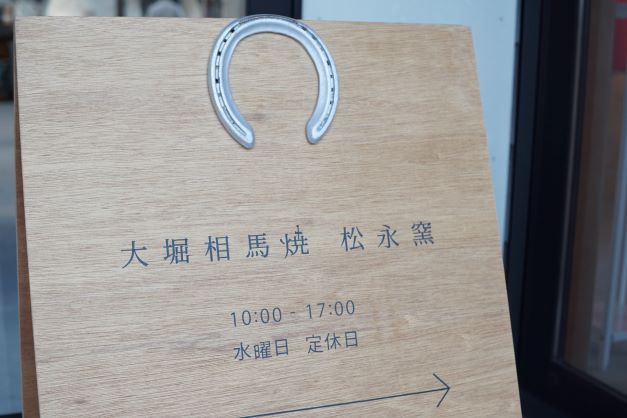 大堀相馬焼 松永窯
10:00 - 17:00
水曜日 定休日